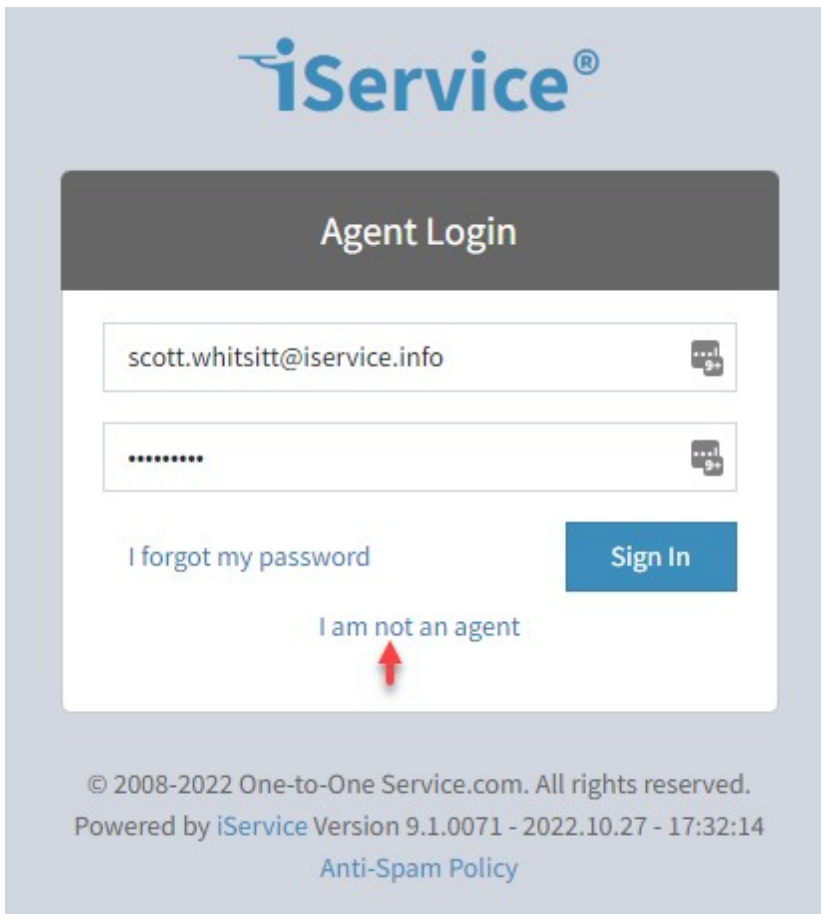 iService®
Agent Login
scott.whitsitt@iservice.info
9+
•••••••••
9+
I forgot my password
Sign In
I am not an agent
© 2008-2022 One-to-One Service.com. All rights reserved.
Powered by iService Version 9.1.0071 - 2022.10.27 - 17:32:14
Anti-Spam Policy